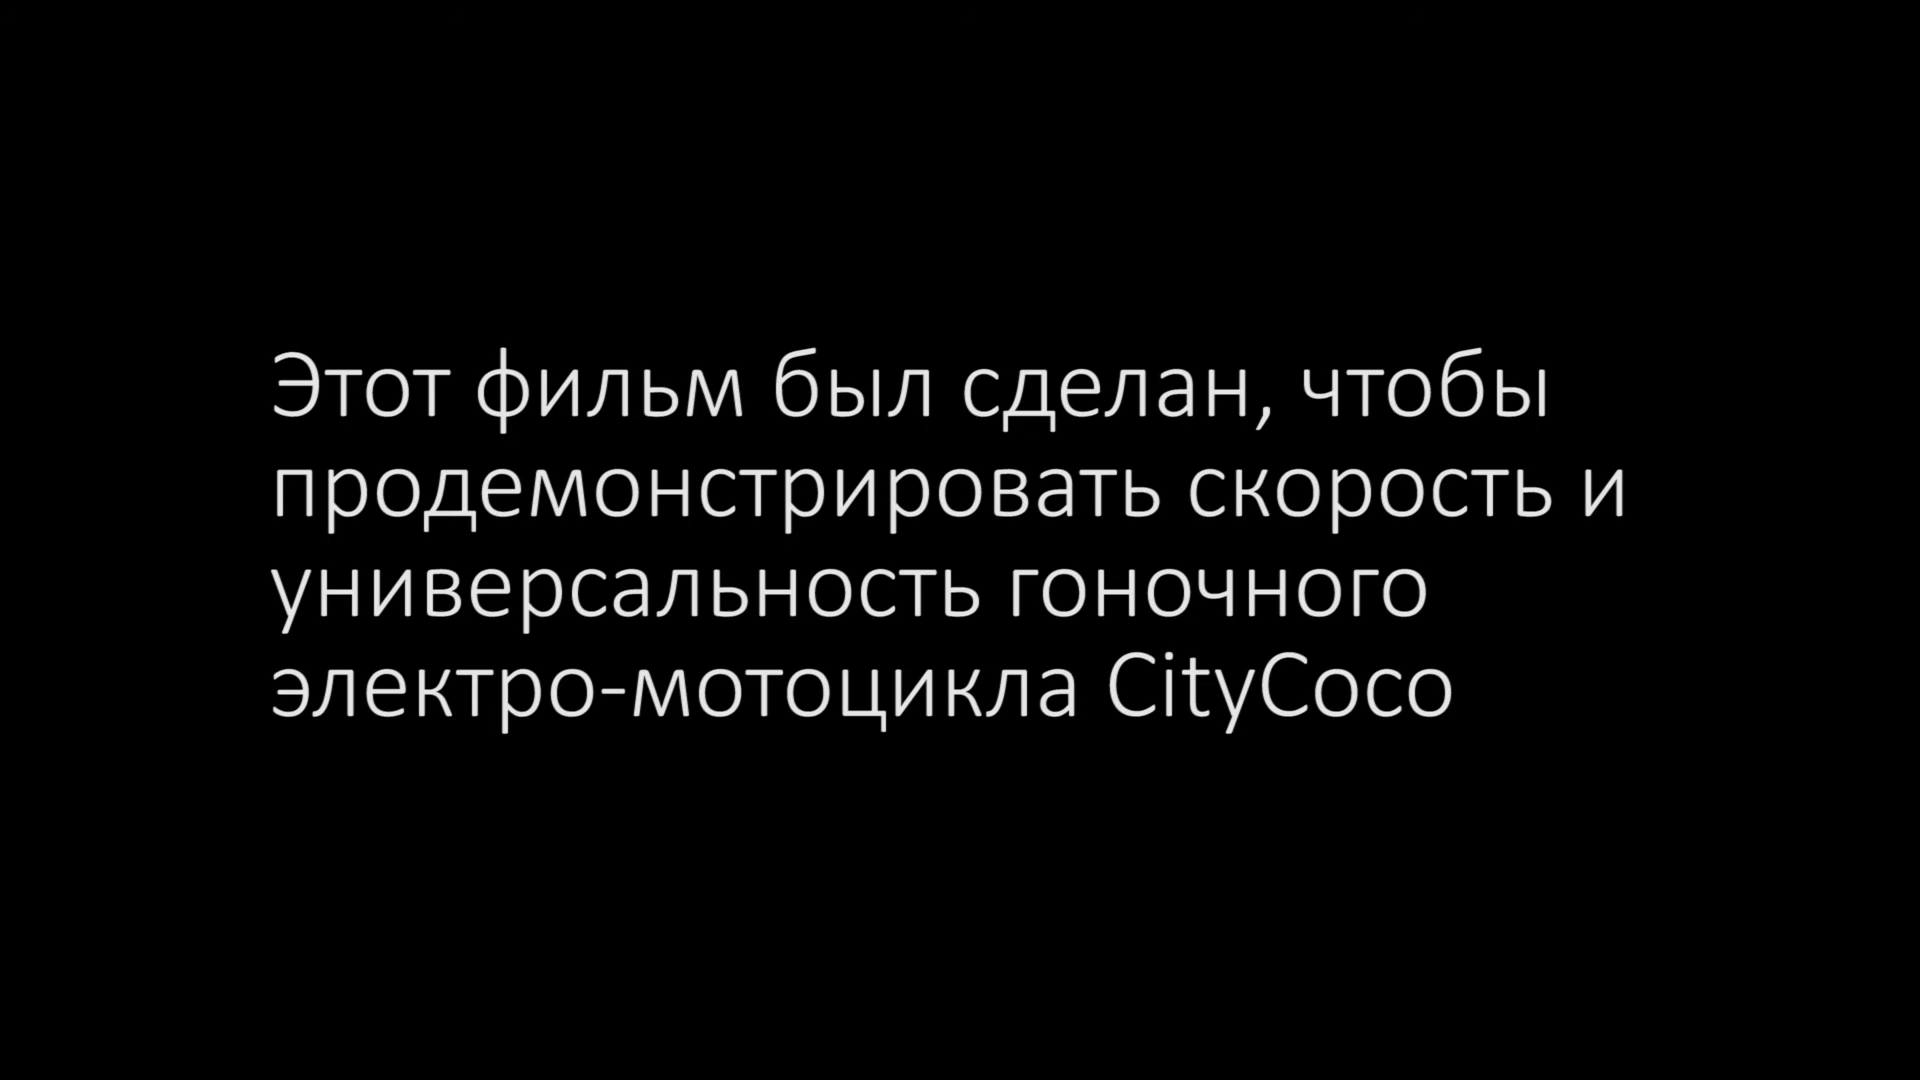 Этот фильм был сделан, чтобы
продемонстрировать скорость и
универсальность гоночного
электро-мотоцикла CityCoco